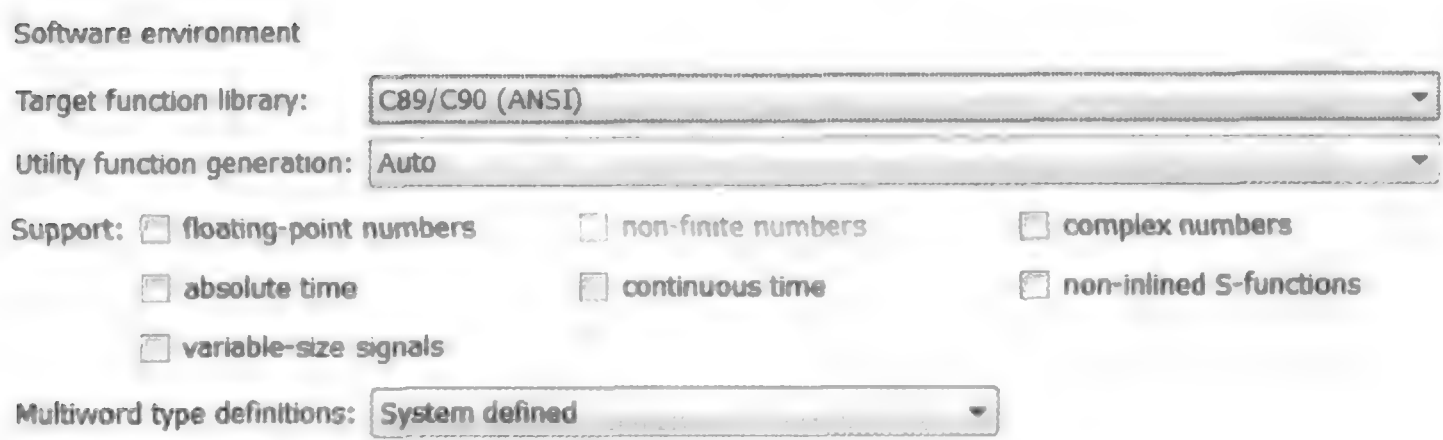 Software environment
Target function library: C89/C90 (ANSI)
Utility function generation: Auto
Support: floating-point numbers non-finite numbers complex numbers
absolute time continuous time non-inlined S-functions
variable-size signals
Multiword type definitions: System defined